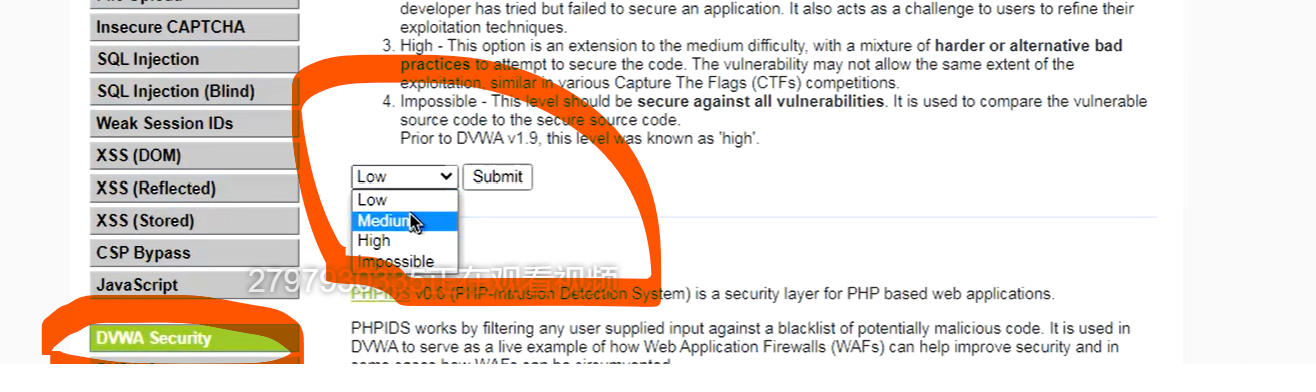 Insecure CAPTCHA
SQL Injection
SQL Injection (Blind)
Weak Session IDs
XSS (DOM)
XSS (Reflected)
XSS (Stored)
CSP Bypass
JavaScript
DVWA Security
developer has tried but failed to secure an application. It also acts as a challenge to users to refine their
exploitation techniques.
3. High - This option is an extension to the medium difficulty, with a mixture of harder or alternative bad
practices to attempt to secure the code. The vulnerability may not allow the same extent of the
exploitation, similar in various Capture The Flags (CTFs) competitions.
4. Impossible - This level should be secure against all vulnerabilities. It is used to compare the vulnerable
source code to the secure source code.
Prior to DVWA v1.9, this level was known as 'high'.
Low Submit
Low
Medium
High
Impossible
正在观看视频
PHPIDS v0.6 (PHP-Intrusion Detection System) is a security layer for PHP based web applications.
PHPIDS works by filtering any user supplied input against a blacklist of potentially malicious code. It is used in
DVWA to serve as a live example of how Web Application Firewalls (WAFs) can help improve security and in